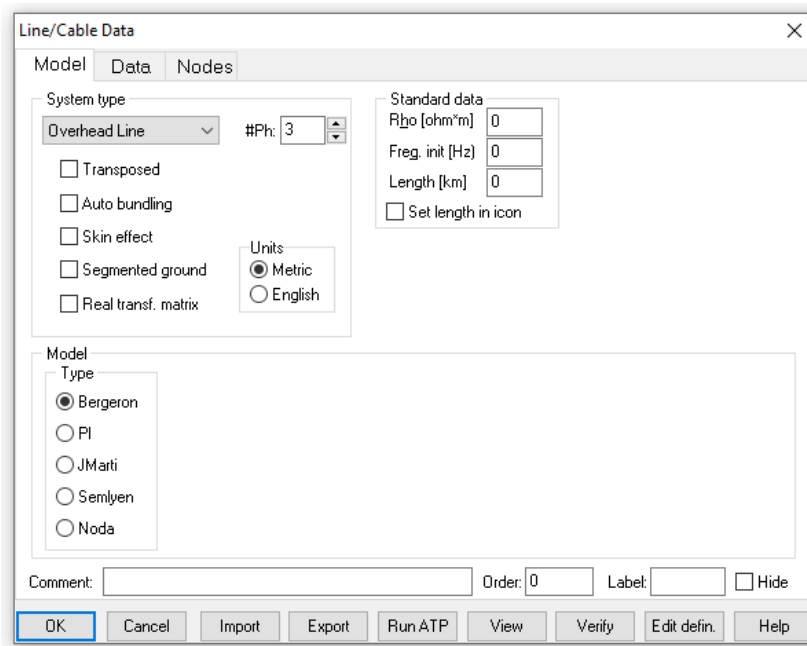 Line/Cable Data
Model Data Nodes
System type
Overhead Line #Ph: 3
Transposed
Auto bundling
Skin effect
Segmented ground
Real transf. matrix
Units
Metric
English
Standard data
Rho [ohm*m] 0
Freq. init [Hz] 0
Length [km] 0
Set length in icon
Model
Type
Bergeron
PI
JMarti
Semlyen
Noda
Comment: Order: 0 Label: Hide
OK Cancel Import Export Run ATP View Verify Edit defin. Help